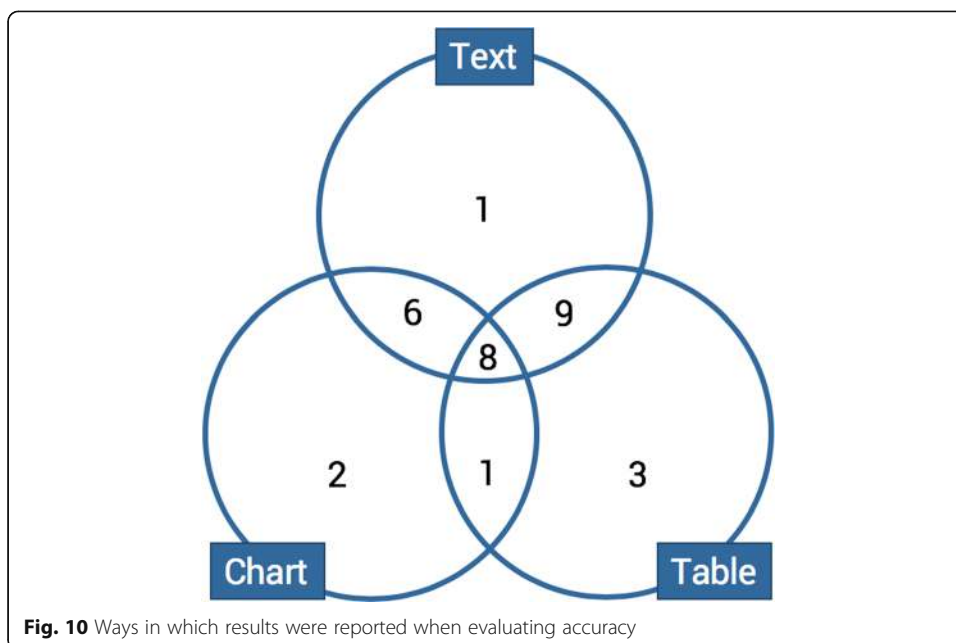 Text
1
6 9
8
2 1 3
Chart Table
Fig. 10 Ways in which results were reported when evaluating accuracy